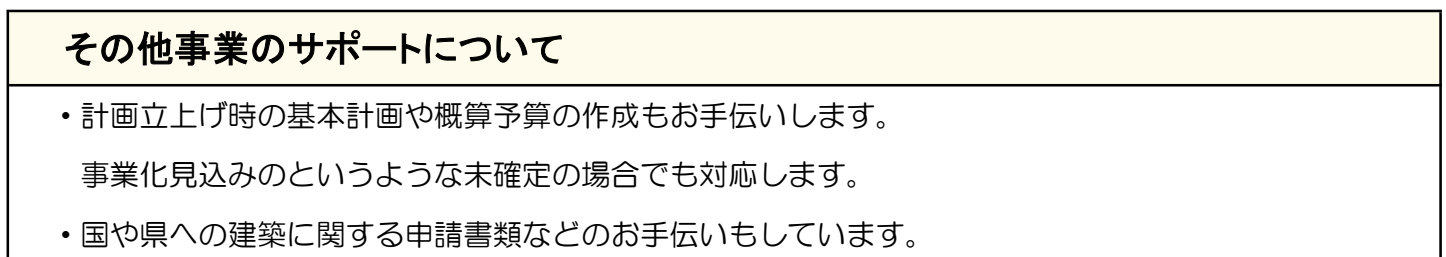 その他事業のサポートについて
・計画立上げ時の基本計画や概算予算の作成もお手伝いします。
事業化見込みのというような未確定の場合でも対応します。
・国や県への建築に関する申請書類などのお手伝いもしています。